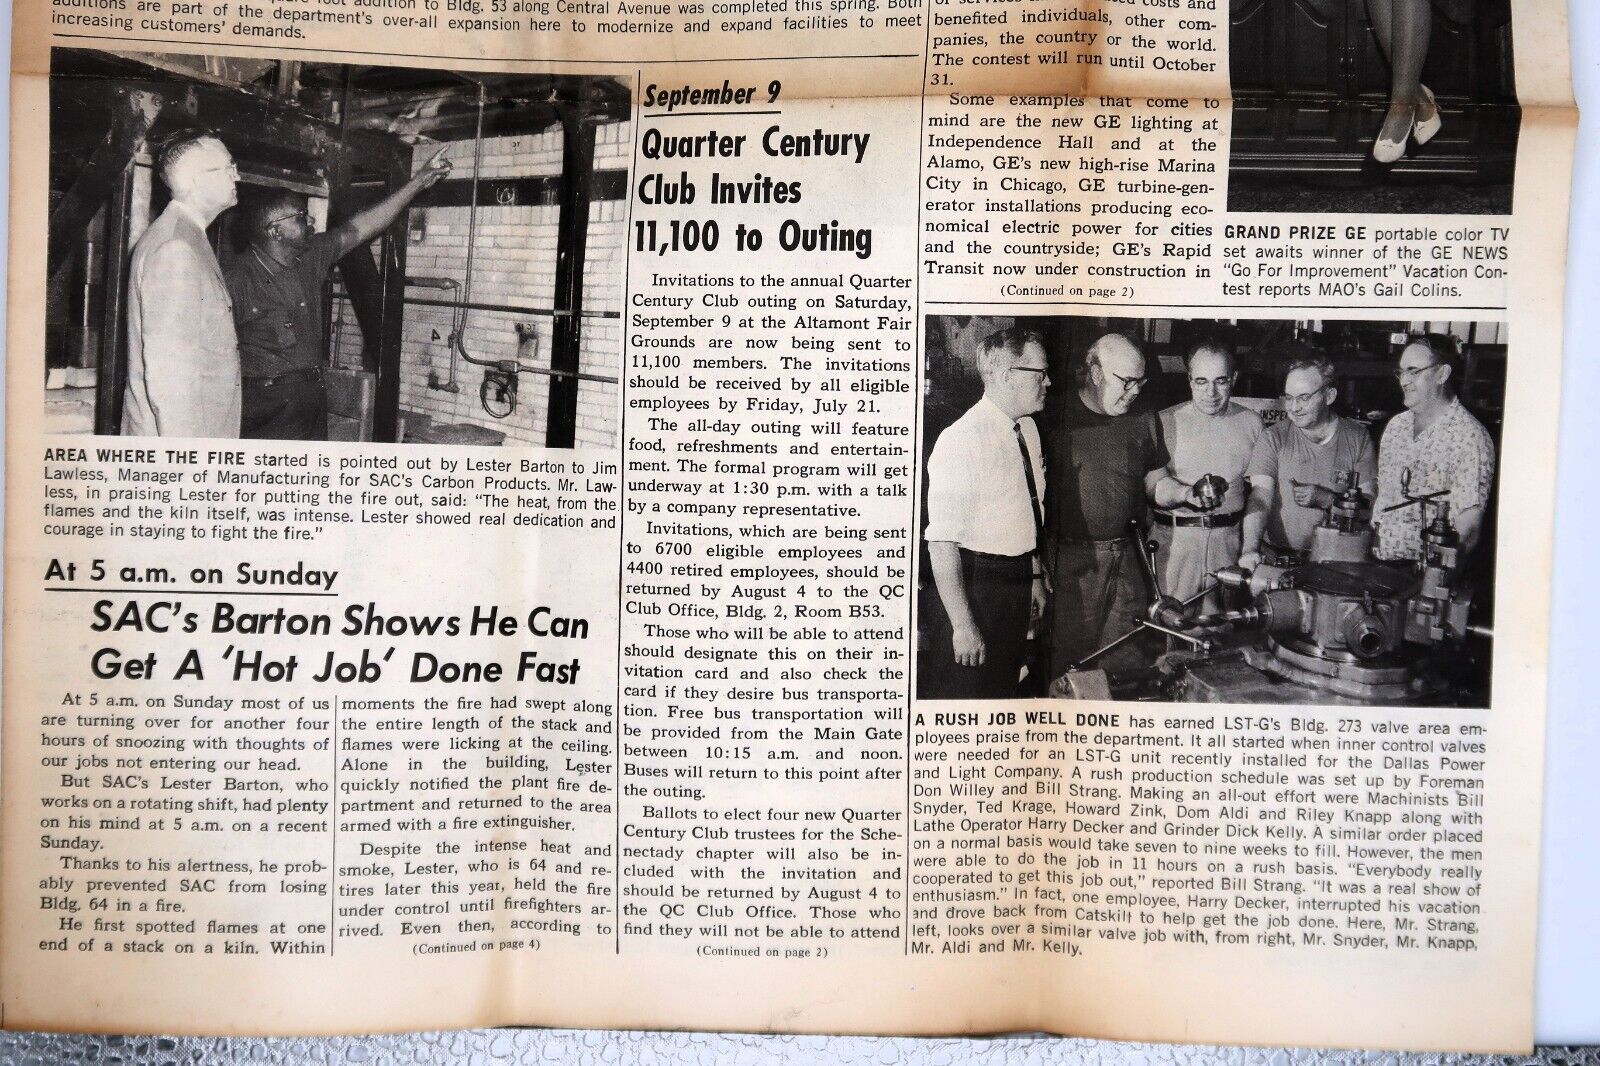 additions are part of the department's over-all expansion here to modernize and expand facilities to meet
increasing customers' demands.
AREA WHERE THE FIRE started is pointed out by Lester Barton to Jim
Lawless, Manager of Manufacturing for SAC's Carbon Products. Mr. Law-
less, in praising Lester for putting the fire out, said: "The heat, from the
flames and the kiln itself, was intense. Lester showed real dedication and
courage in staying to fight the fire."
At 5 a.m. on Sunday
SAC's Barton Shows He Can
Get A 'Hot Job' Done Fast
At 5 a.m. on Sunday most of us
are turning over for another four
hours of snoozing with thoughts of
our jobs not entering our head.
But SAC's Lester Barton, who
works on a rotating shift, had plenty
on his mind at 5 a.m. on a recent
Sunday.
Thanks to his alertness, he prob-
ably prevented SAC from losing
Bldg. 64 in a fire.
He first spotted flames at one
end of a stack on a kiln. Within
moments the fire had swept along
the entire length of the stack and
flames were licking at the ceiling.
Alone in the building, Lester
quickly notified the plant fire de-
partment and returned to the area
armed with a fire extinguisher.
Despite the intense heat and
smoke, Lester, who is 64 and re-
tires later this year, held the fire
under control until firefighters ar-
rived. Even then, according to
(Continued on page 4)
September 9
Quarter Century
Club Invites
11,100 to Outing
Invitations to the annual Quarter
Century Club outing on Saturday,
September 9 at the Altamont Fair
Grounds are now being sent to
11,100 members. The invitations
should be received by all eligible
employees by Friday, July 21.
The all-day outing will feature
food, refreshments and entertain-
ment. The formal program will get
underway at 1:30 p.m. with a talk
by a company representative.
Invitations, which are being sent
to 6700 eligible employees and
4400 retired employees, should be
returned by August 4 to the QC
Club Office, Bldg. 2, Room B53.
Those who will be able to attend
should designate this on their in-
vitation card and also check the
card if they desire bus transporta-
tion. Free bus transportation will
be provided from the Main Gate
between 10:15 a.m. and noon.
Buses will return to this point after
the outing.
Ballots to elect four new Quarter
Century Club trustees for the Sche-
nectady chapter will also be in-
cluded with the invitation and
should be returned by August 4 to
the QC Club Office. Those who
find they will not be able to attend
(Continued on page 2)
costs and
benefited individuals, other com-
panies, the country or the world.
The contest will run until October
31.
Some examples that come to
mind are the new GE lighting at
Independence Hall and at the
Alamo, GE's new high-rise Marina
City in Chicago, GE turbine-gen-
erator installations producing eco-
nomical electric power for cities
and the countryside; GE's Rapid
Transit now under construction in
(Continued on page 2)
GRAND PRIZE GE portable color TV
set awaits winner of the GE NEWS
"Go For Improvement" Vacation Con-
test reports MAO's Gail Colins.
INSPE
A RUSH JOB WELL DONE has earned LST-G's Bldg. 273 valve area em-
ployees praise from the department. It all started when inner control valves
were needed for an LST-G unit recently installed for the Dallas Power
and Light Company. A rush production schedule was set up by Foreman
Don Willey and Bill Strang. Making an all-out effort were Machinists Bill
Snyder, Ted Krage, Howard Zink, Dom Aldi and Riley Knapp along with
Lathe Operator Harry Decker and Grinder Dick Kelly. A similar order placed
on a normal basis would take seven to nine weeks to fill. However, the men
were able to do the job in 11 hours on a rush basis. "Everybody really
cooperated to get this job out," reported Bill Strang. "It was a real show of
enthusiasm." In fact, one employee, Harry Decker, interrupted his vacation
and drove back from Catskill to help get the job done. Here, Mr. Strang,
left, looks over a similar valve job with, from right, Mr. Snyder, Mr. Knapp,
Mr. Aldi and Mr. Kelly.